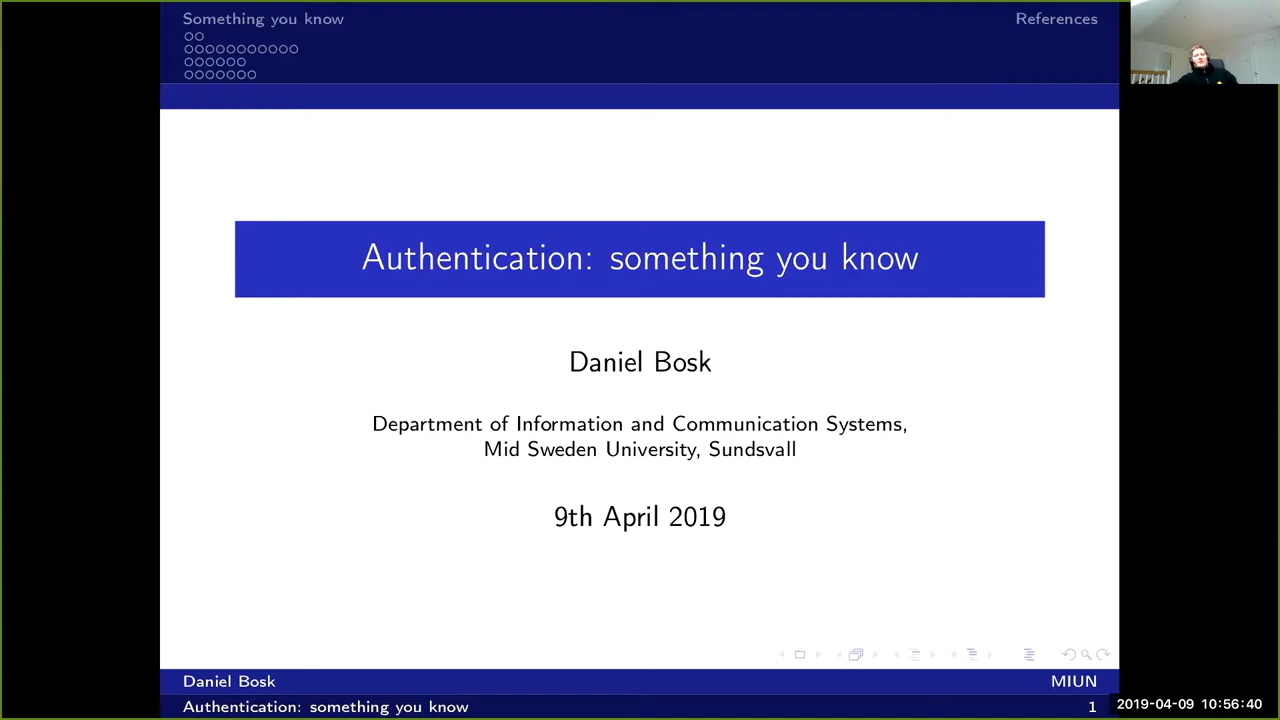 Something you know
References
Authentication: something you know
Daniel Bosk
Department of Information and Communication Systems,
Mid Sweden University, Sundsvall
9th April 2019
Daniel Bosk
MIUN
Authentication: something you know
1
2019-04-09 10:56:40